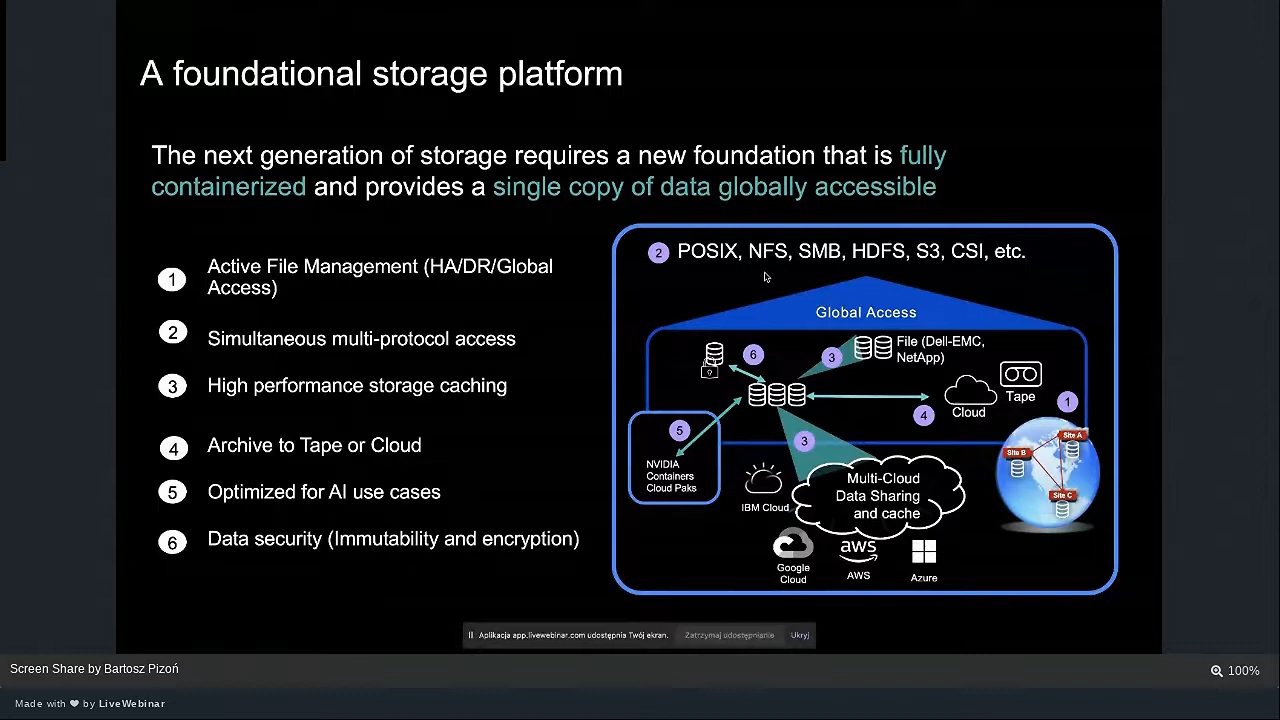 A foundational storage platform
The next generation of storage requires a new foundation that is fully
containerized and provides a single copy of data globally accessible
1
Active File Management (HA/DR/Global
Access)
2
Simultaneous multi-protocol access
3
High performance storage caching
4
Archive to Tape or Cloud
5
Optimized for AI use cases
6
Data security (Immutability and encryption)
2
POSIX, NFS, SMB, HDFS, S3, CSI, etc.
Global Access
6
3
File (Dell-EMC,
NetApp)
Tape
Cloud
4
1
5
NVIDIA
Containers
Cloud Paks
3
IBM Cloud
Multi-Cloud
Data Sharing
and cache
Site A
Site B
Site C
Google
Cloud
aws
AWS
Azure
Aplikacja app.livewebinar.com udostępnia Twój ekran.
Zatrzymaj udostępnianie
Ukryj
Screen Share by Bartosz Pizoń
100%
Made with ❤ by LiveWebinar